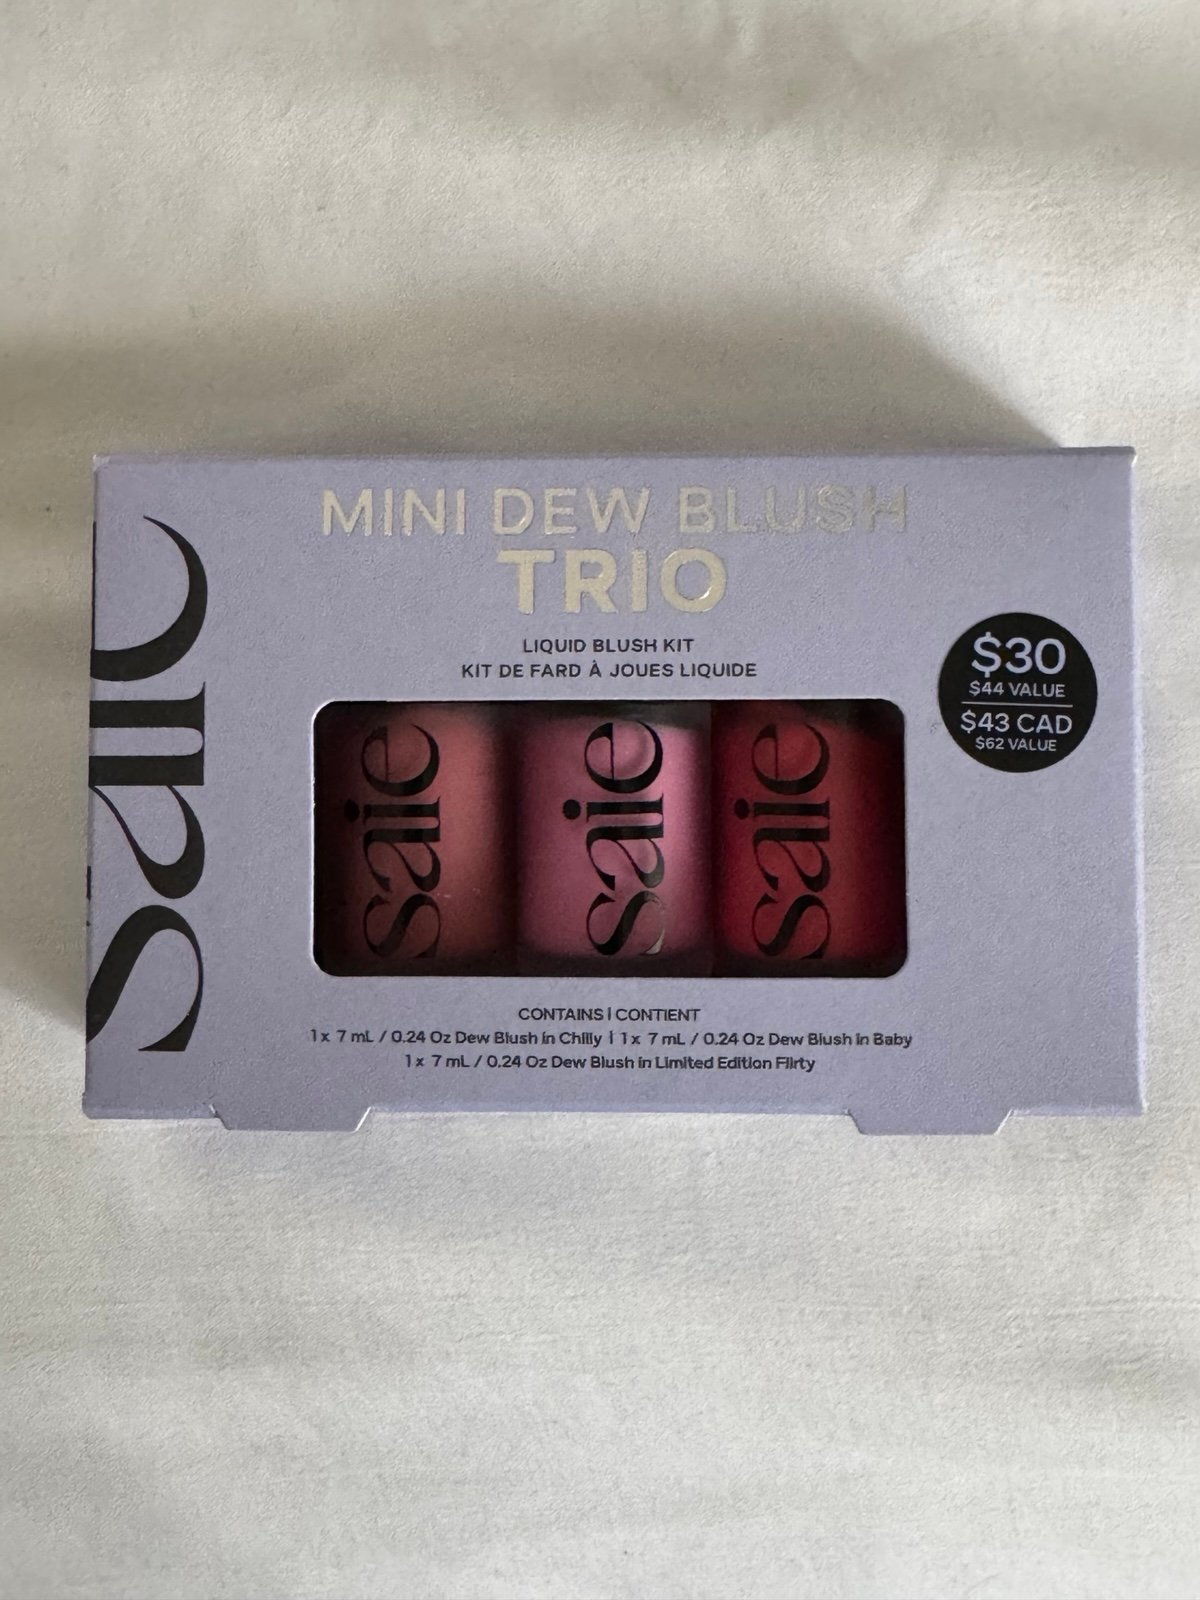 saie
MINI DEW BLUSH
TRIO
LIQUID BLUSH KIT
KIT DE FARD À JOUES LIQUIDE
$30
$44 VALUE
$43 CAD
$62 VALUE
saie
saie
saie
CONTAINS | CONTIENT
1 x 7 mL / 0.24 Oz Dew Blush in Chilly | 1 x 7 mL / 0.24 Oz Dew Blush in Baby
1 x 7 mL / 0.24 Oz Dew Blush in Limited Edition Flirty